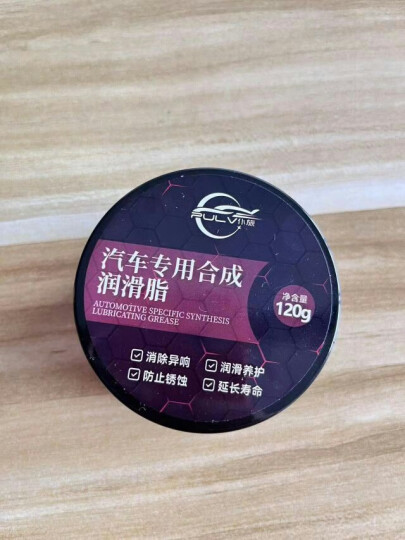 PULV仆旅
汽车专用合成
润滑脂
AUTOMOTIVE SPECIFIC SYNTHESIS
LUBRICATING GREASE
净含量
120g
消除异响
润滑养护
防止锈蚀
延长寿命